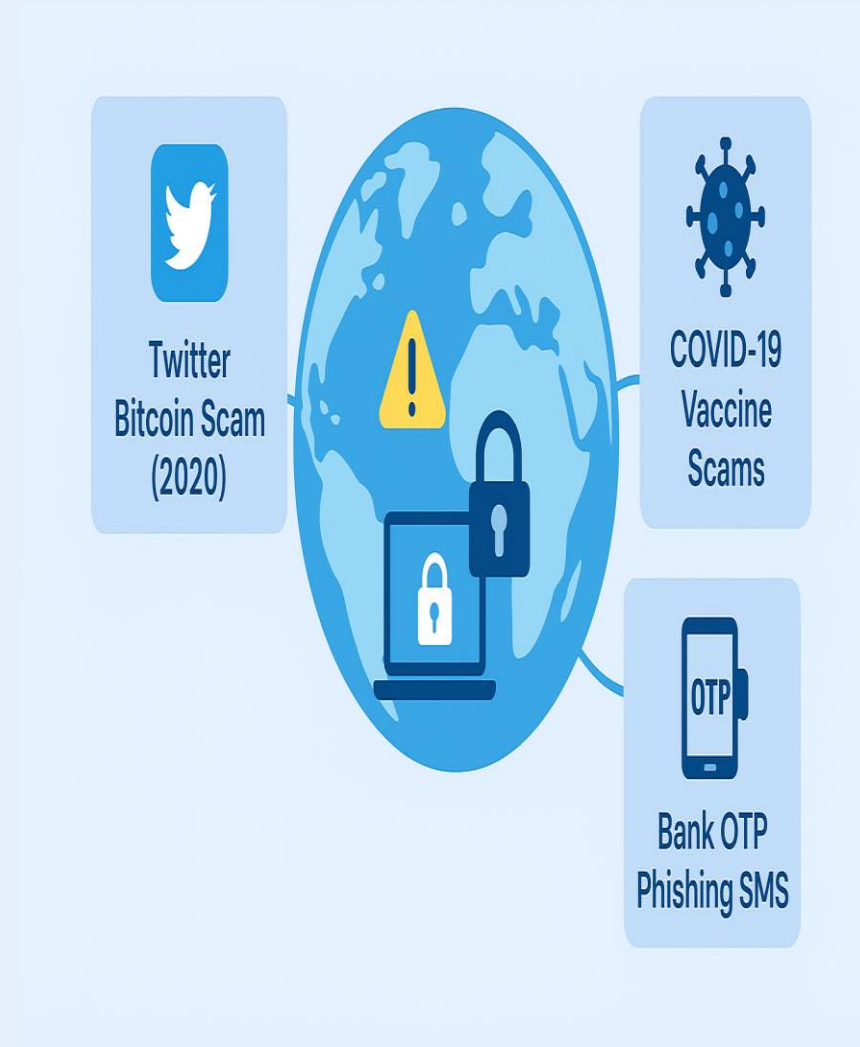 Twitter
Bitcoin Scam
(2020)
COVID-19
Vaccine
Scams
OTP
Bank OTP
Phishing SMS